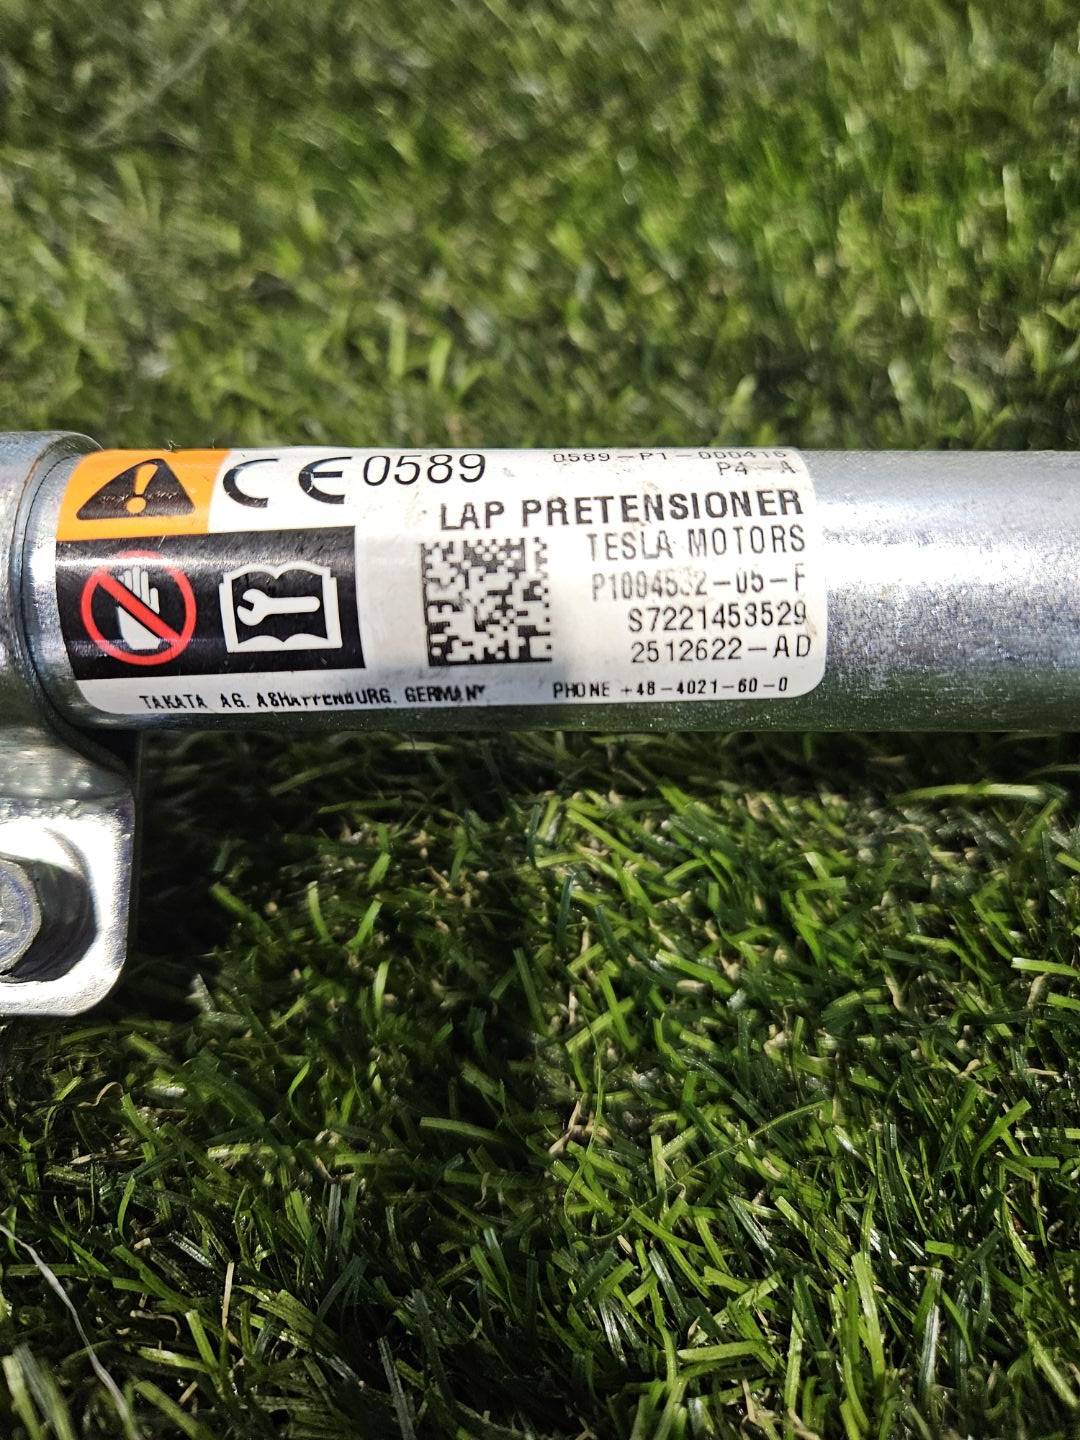 CE 0589
0589-P1-000416
P4-A
LAP PRETENSIONER
TESLA MOTORS
P1004532-05-F
S7221453529
2512622-AD
TAKATA AG. GERMANY
PHONE +48-4021-60-0